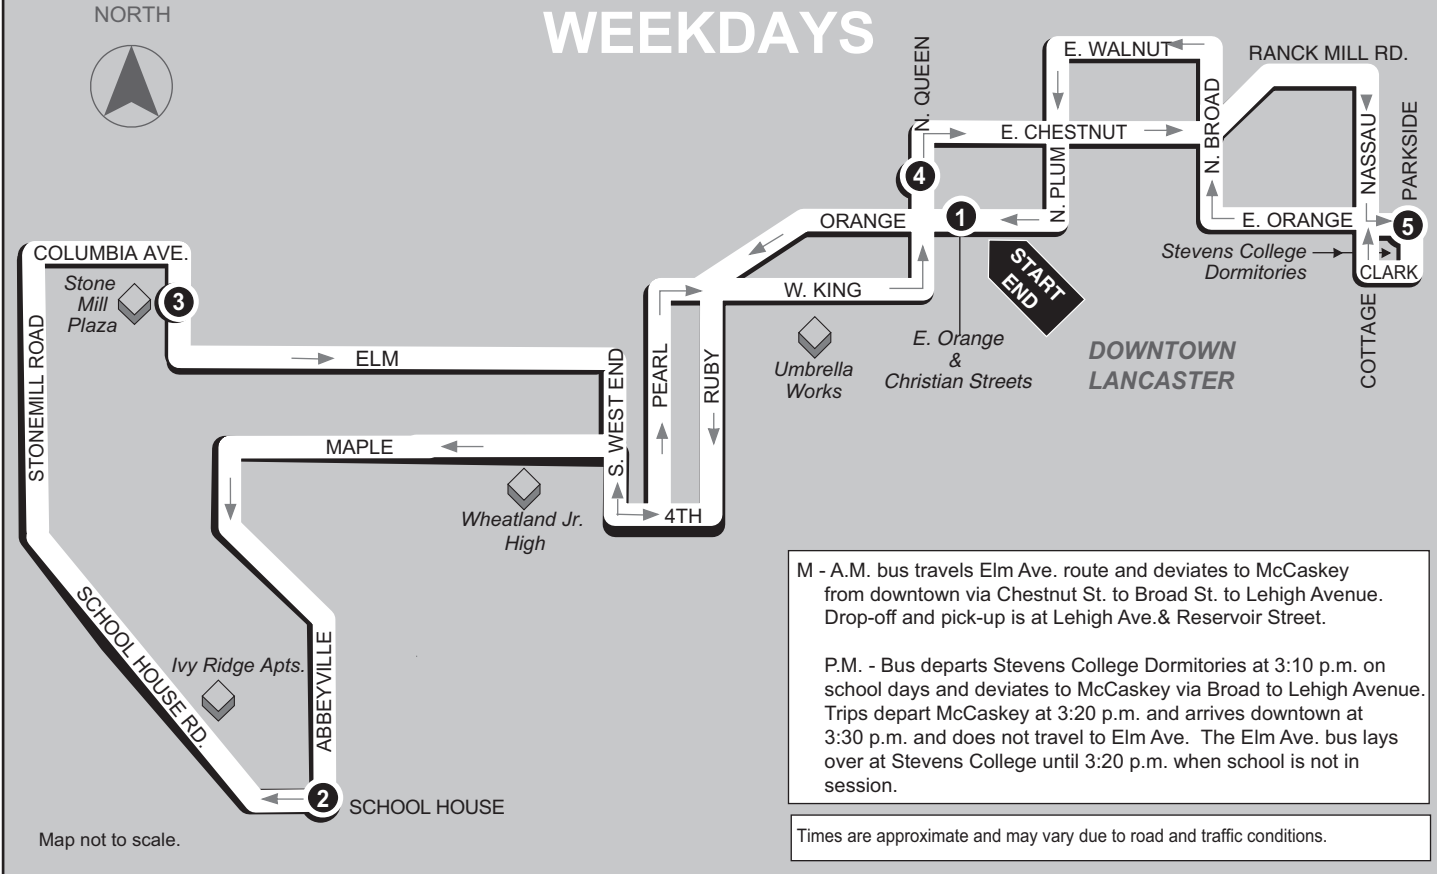 NORTH
WEEKDAYS
N. QUEEN
E. WALNUT
RANCK MILL RD.
N. BROAD
E. CHESTNUT
NASSAU
PARKSIDE
4
N. PLUM
1
ORANGE
E. ORANGE
5
COLUMBIA AVE.
Stone
Mill
Plaza
3
Stevens College
Dormitories
CLARK
START
END
W. KING
COTTAGE
STONEMILL ROAD
ELM
S. WEST END
PEARL
RUBY
Umbrella
Works
E. Orange
&
Christian Streets
DOWNTOWN
LANCASTER
MAPLE
Wheatland Jr.
High
4TH
SCHOOL HOUSE RD.
Ivy Ridge Apts.
ABBEYVILLE
2
SCHOOL HOUSE
Map not to scale.
M - A.M. bus travels Elm Ave. route and deviates to McCaskey
from downtown via Chestnut St. to Broad St. to Lehigh Avenue.
Drop-off and pick-up is at Lehigh Ave.& Reservoir Street.
P.M. - Bus departs Stevens College Dormitories at 3:10 p.m. on
school days and deviates to McCaskey via Broad to Lehigh Avenue.
Trips depart McCaskey at 3:20 p.m. and arrives downtown at
3:30 p.m. and does not travel to Elm Ave. The Elm Ave. bus lays
over at Stevens College until 3:20 p.m. when school is not in
session.
Times are approximate and may vary due to road and traffic conditions.